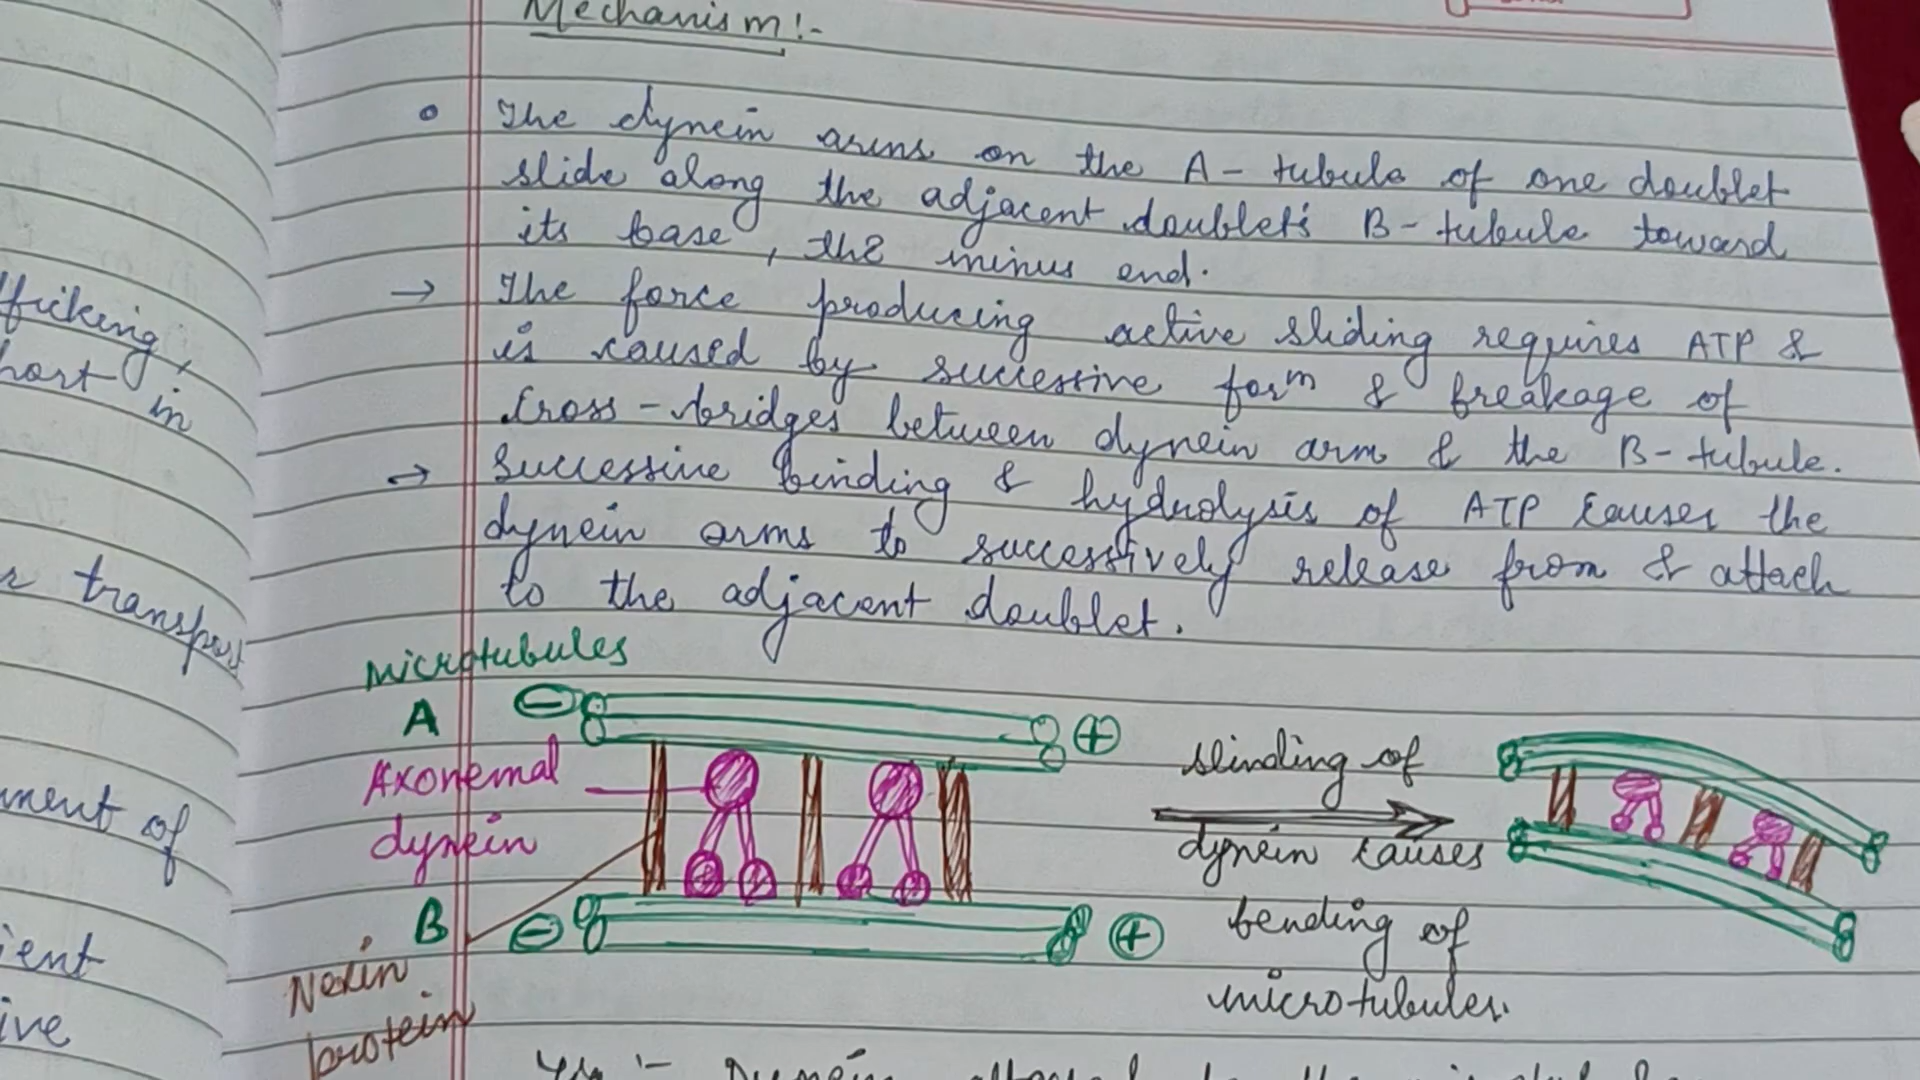 Mechanism:-
The dynein arms on the A-tubule of one doublet
slide along the adjacent doublet's B-tubule toward
its base, the minus end.
→ The force producing active sliding requires ATP &
is caused by successive form & breakage of
Cross-bridges between dynein arm & the B-tubule.
→ Successive binding & hydrolysis of ATP causes the
dynein arms to successively release from & attach
to the adjacent doublet.
Microtubules
A
⊖
⊕
Axonemal
dynein
B
⊖
⊕
Nexin
protein
slinding of
dynein causes
bending of
microtubules.
ficking,
in
transport
ment of
ient
ive